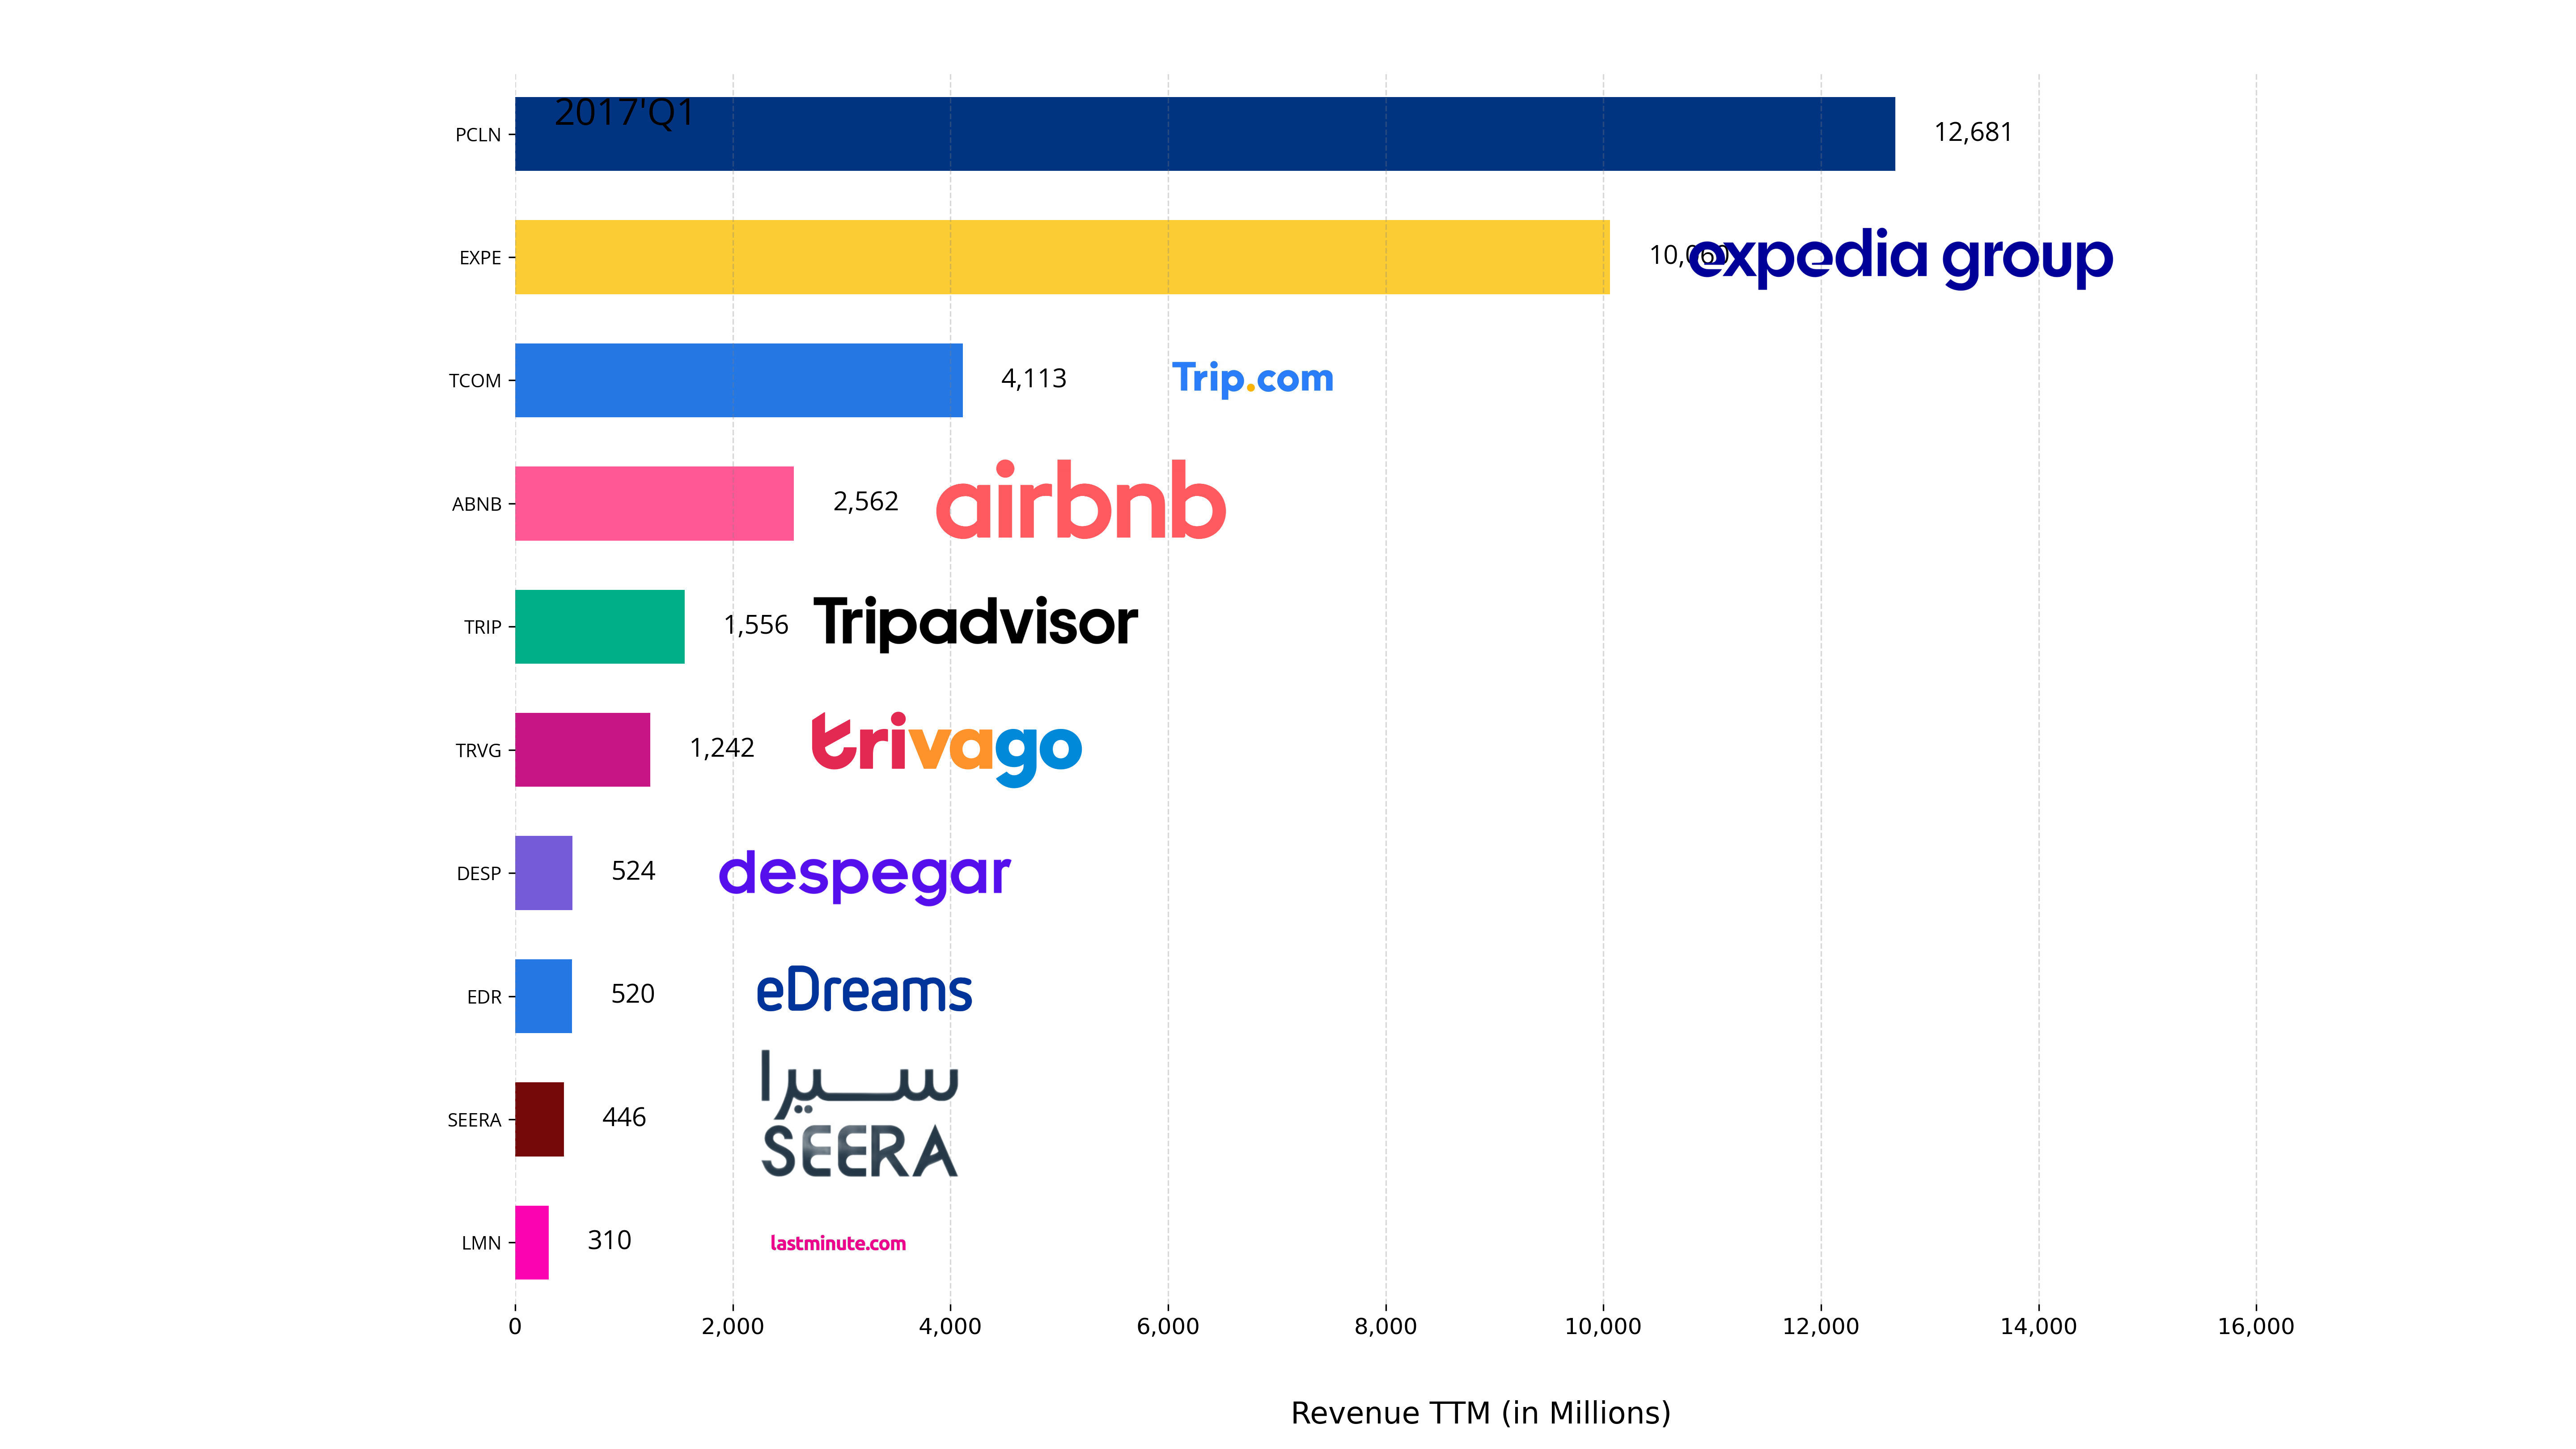 2017'Q1
PCLN 12,681
EXPE 10,060 expedia group
TCOM 4,113 Trip.com
ABNB 2,562 airbnb
TRIP 1,556 Tripadvisor
TRVG 1,242 trivago
DESP 524 despegar
EDR 520 eDreams
سيرا
SEERA 446 SEERA
LMN 310 lastminute.com
0 2,000 4,000 6,000 8,000 10,000 12,000 14,000 16,000
Revenue TTM (in Millions)